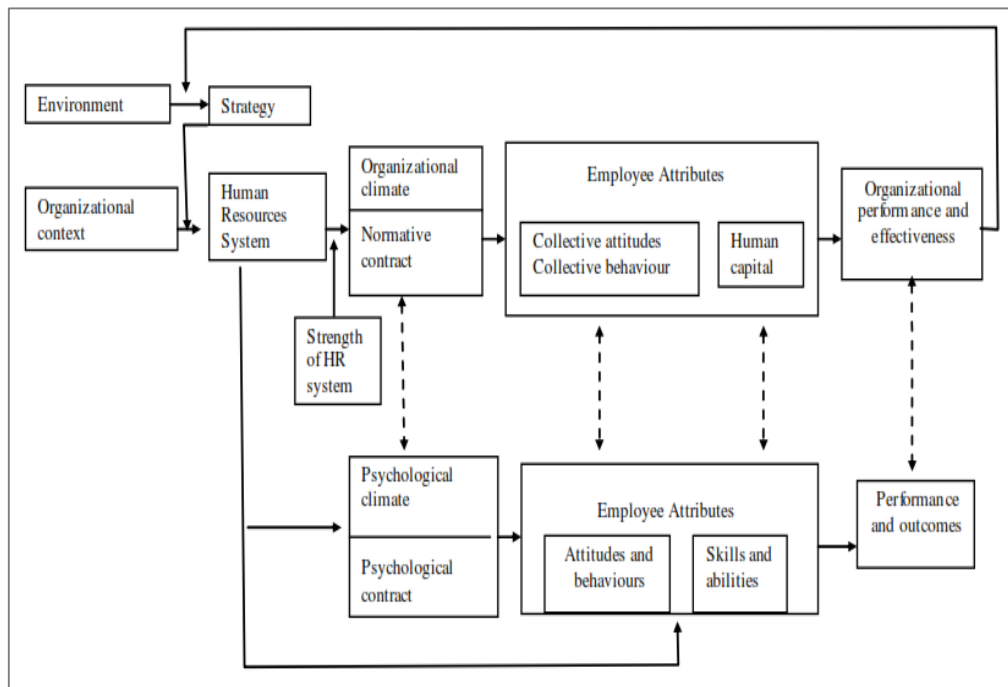 Environment
Strategy
Organizational
context
Human
Resources
System
Organizational
climate
Normative
contract
Strength
of HR
system
Employee Attributes
Collective attitudes
Collective behaviour
Human
capital
Organizational
performance and
effectiveness
Psychological
climate
Psychological
contract
Employee Attributes
Attitudes and
behaviours
Skills and
abilities
Performance
and outcomes